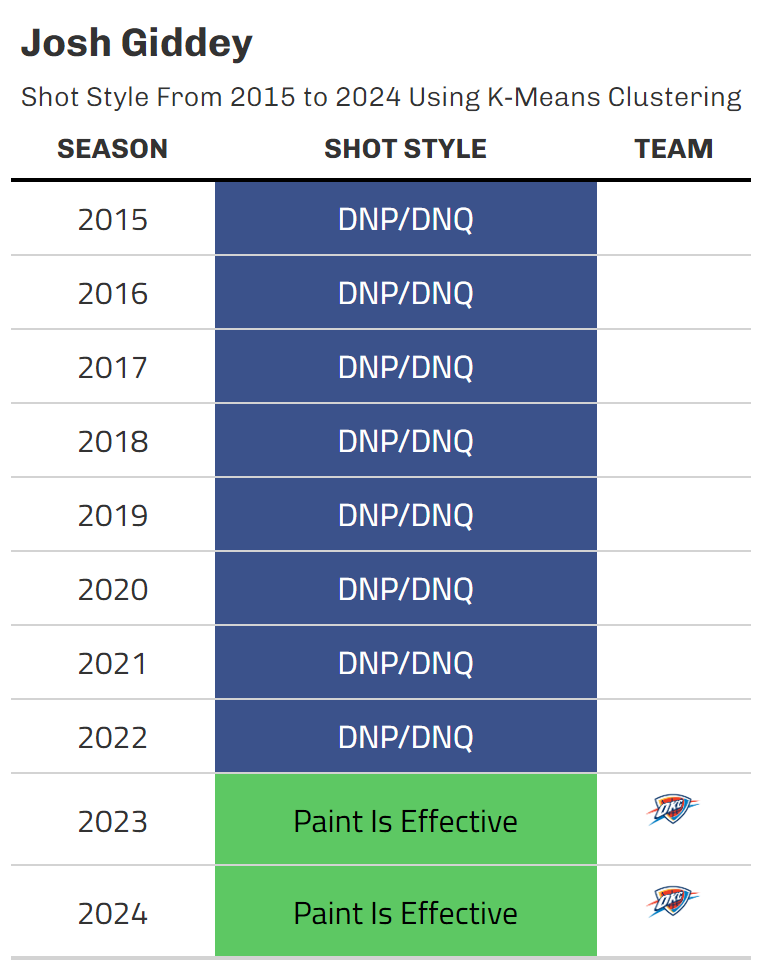 Josh Giddey
Shot Style From 2015 to 2024 Using K-Means Clustering
SEASON SHOT STYLE TEAM
2015 DNP/DNQ
2016 DNP/DNQ
2017 DNP/DNQ
2018 DNP/DNQ
2019 DNP/DNQ
2020 DNP/DNQ
2021 DNP/DNQ
2022 DNP/DNQ
2023 Paint Is Effective OKC
2024 Paint Is Effective OKC